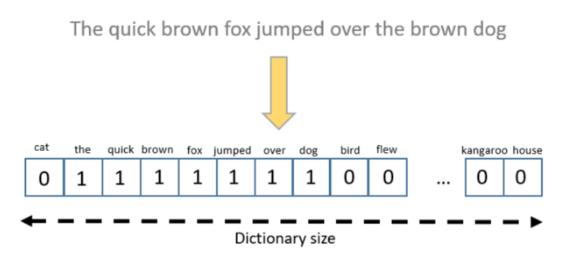 The quick brown fox jumped over the brown dog
cat the quick brown fox jumped over dog bird flew kangaroo house
0 1 1 1 1 1 1 1 0 0 ... 0 0
Dictionary size